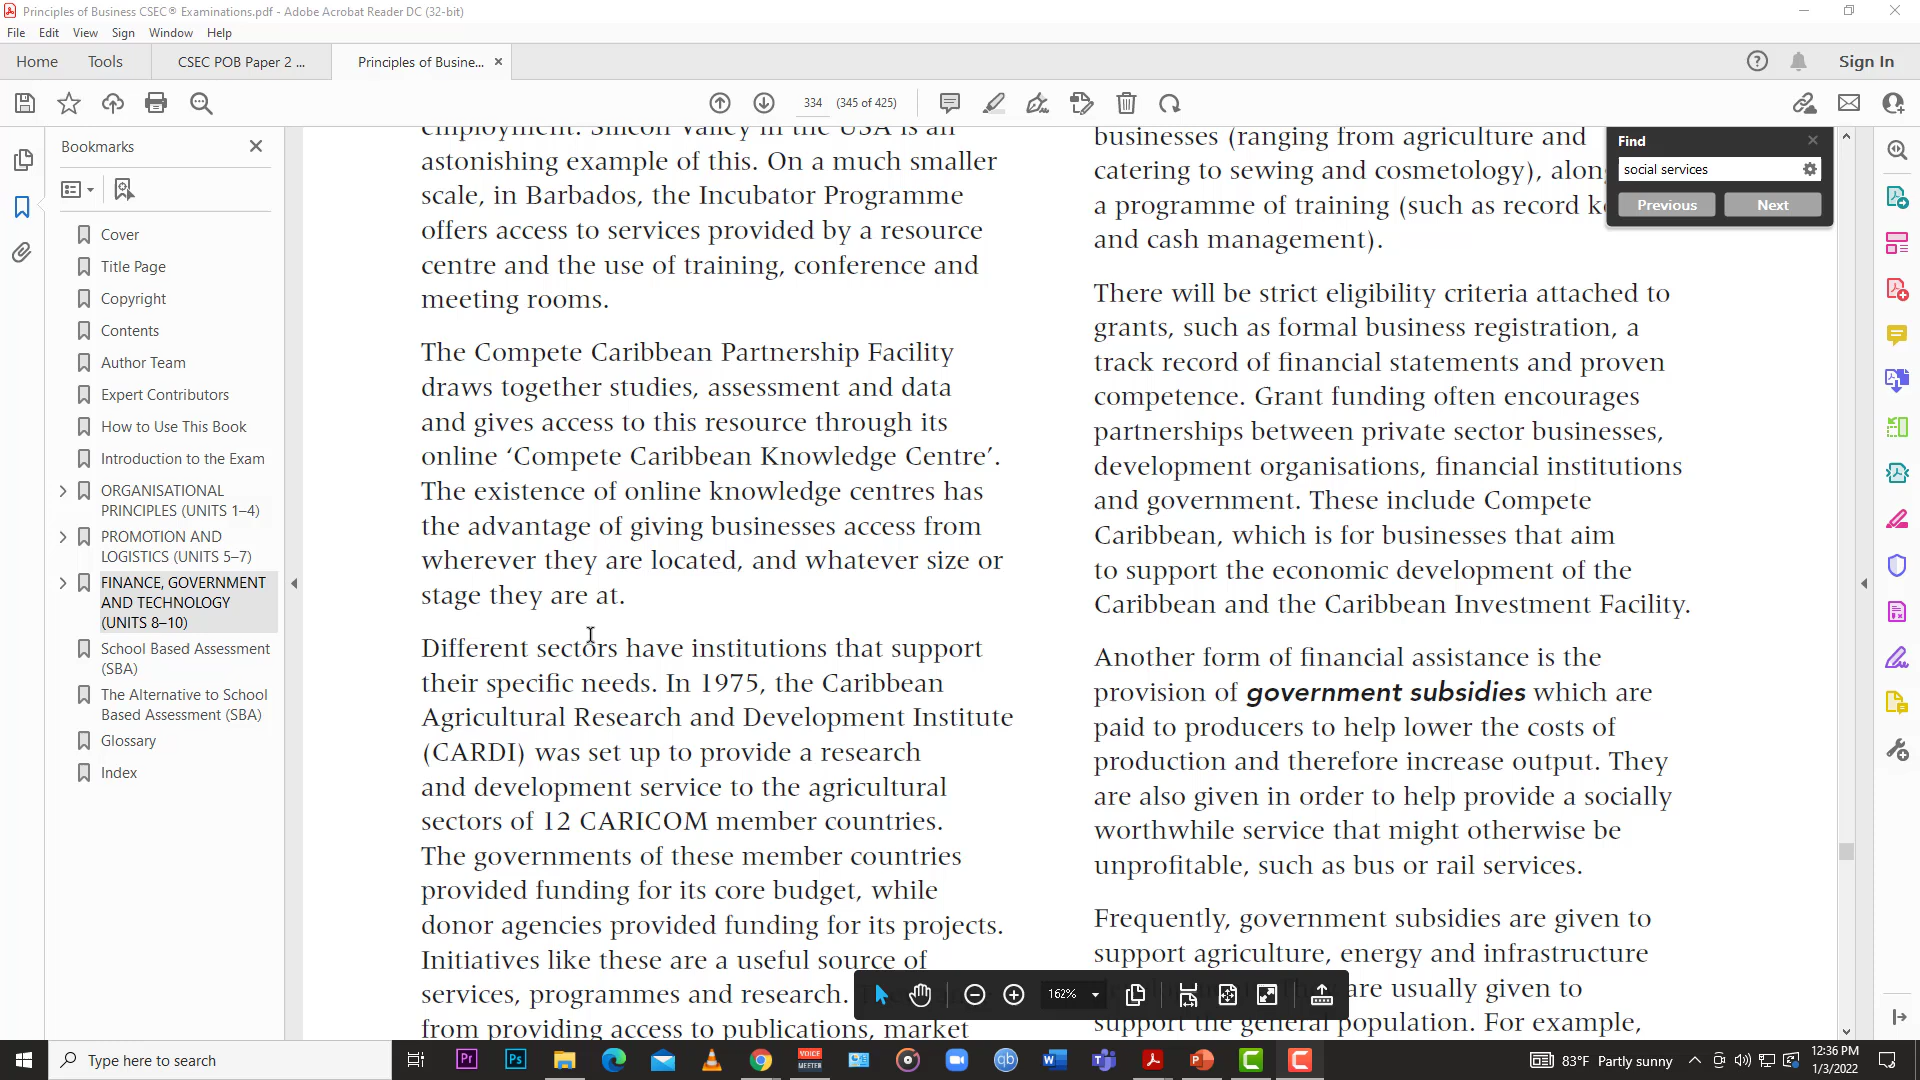 Principles of Business CSEC® Examinations.pdf - Adobe Acrobat Reader DC (32-bit)
File Edit View Sign Window Help
Home Tools CSEC POB Paper 2 ... Principles of Busine... Sign In
334 (345 of 425)
Bookmarks
Cover
Title Page
Copyright
Contents
Author Team
Expert Contributors
How to Use This Book
Introduction to the Exam
ORGANISATIONAL
PRINCIPLES (UNITS 1–4)
PROMOTION AND
LOGISTICS (UNITS 5–7)
FINANCE, GOVERNMENT
AND TECHNOLOGY
(UNITS 8–10)
School Based Assessment
(SBA)
The Alternative to School
Based Assessment (SBA)
Glossary
Index
employment. Silicon Valley in the USA is an
astonishing example of this. On a much smaller
scale, in Barbados, the Incubator Programme
offers access to services provided by a resource
centre and the use of training, conference and
meeting rooms.
The Compete Caribbean Partnership Facility
draws together studies, assessment and data
and gives access to this resource through its
online ‘Compete Caribbean Knowledge Centre’.
The existence of online knowledge centres has
the advantage of giving businesses access from
wherever they are located, and whatever size or
stage they are at.
Different sectors have institutions that support
their specific needs. In 1975, the Caribbean
Agricultural Research and Development Institute
(CARDI) was set up to provide a research
and development service to the agricultural
sectors of 12 CARICOM member countries.
The governments of these member countries
provided funding for its core budget, while
donor agencies provided funding for its projects.
Initiatives like these are a useful source of
services, programmes and research.
from providing access to publications, market
businesses (ranging from agriculture and
catering to sewing and cosmetology), along
a programme of training (such as record
and cash management).
There will be strict eligibility criteria attached to
grants, such as formal business registration, a
track record of financial statements and proven
competence. Grant funding often encourages
partnerships between private sector businesses,
development organisations, financial institutions
and government. These include Compete
Caribbean, which is for businesses that aim
to support the economic development of the
Caribbean and the Caribbean Investment Facility.
Another form of financial assistance is the
provision of government subsidies which are
paid to producers to help lower the costs of
production and therefore increase output. They
are also given in order to help provide a socially
worthwhile service that might otherwise be
unprofitable, such as bus or rail services.
Frequently, government subsidies are given to
support agriculture, energy and infrastructure
are usually given to
support the general population. For example,
Find
social services
Previous Next
162%
Type here to search
Pr Ps VOICE MEETER qb
83°F Partly sunny
12:36 PM
1/3/2022